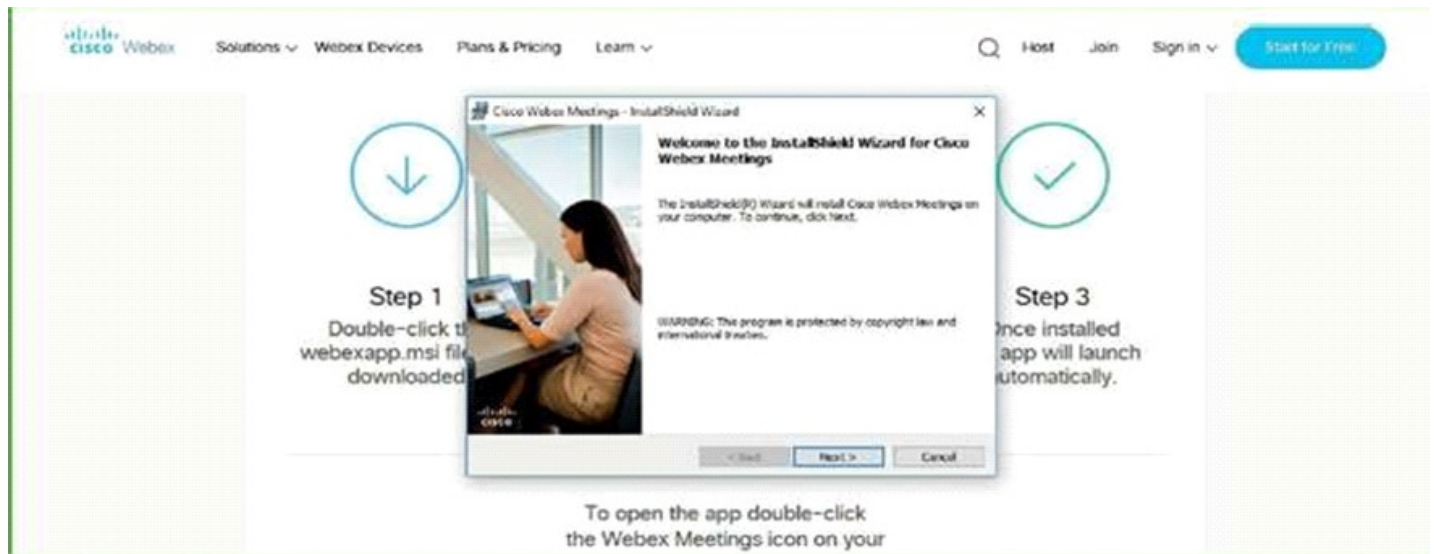 cisco Webex Solutions Webex Devices Plans & Pricing Learn Host Join Sign in Start for Free
Cisco Webex Meetings - InstallShield Wizard
Welcome to the InstallShield Wizard for Cisco
Webex Meetings
The InstallShield(R) Wizard will install Cisco Webex Meetings on
your computer. To continue, click Next.
WARNING: This program is protected by copyright law and
international treaties.
cisco
< Back Next > Cancel
Step 1
Double-click th
webexapp.msi file
downloaded
Step 3
Once installed
app will launch
automatically.
To open the app double-click
the Webex Meetings icon on your